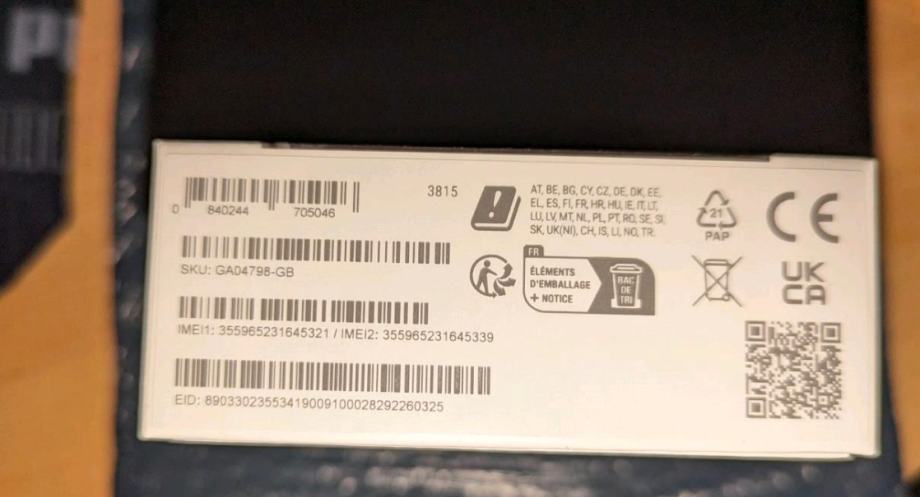 P
0 840244 705046
3815
AT, BE, BG, CY, CZ, DE, DK, EE,
EL, ES, FI, FR, HR, HU, IE, IT, LT,
LU, LV, MT, NL, PL, PT, RO, SE, SI,
SK, UK(NI), CH, IS, LI, NO, TR.
21
PAP
CE
SKU: GA04798-GB
FR
ÉLÉMENTS
D'EMBALLAGE
+ NOTICE
BAC
DE
TRI
UK
CA
IMEI1: 355965231645321 / IMEI2: 355965231645339
EID: 89033023553419009100028292260325